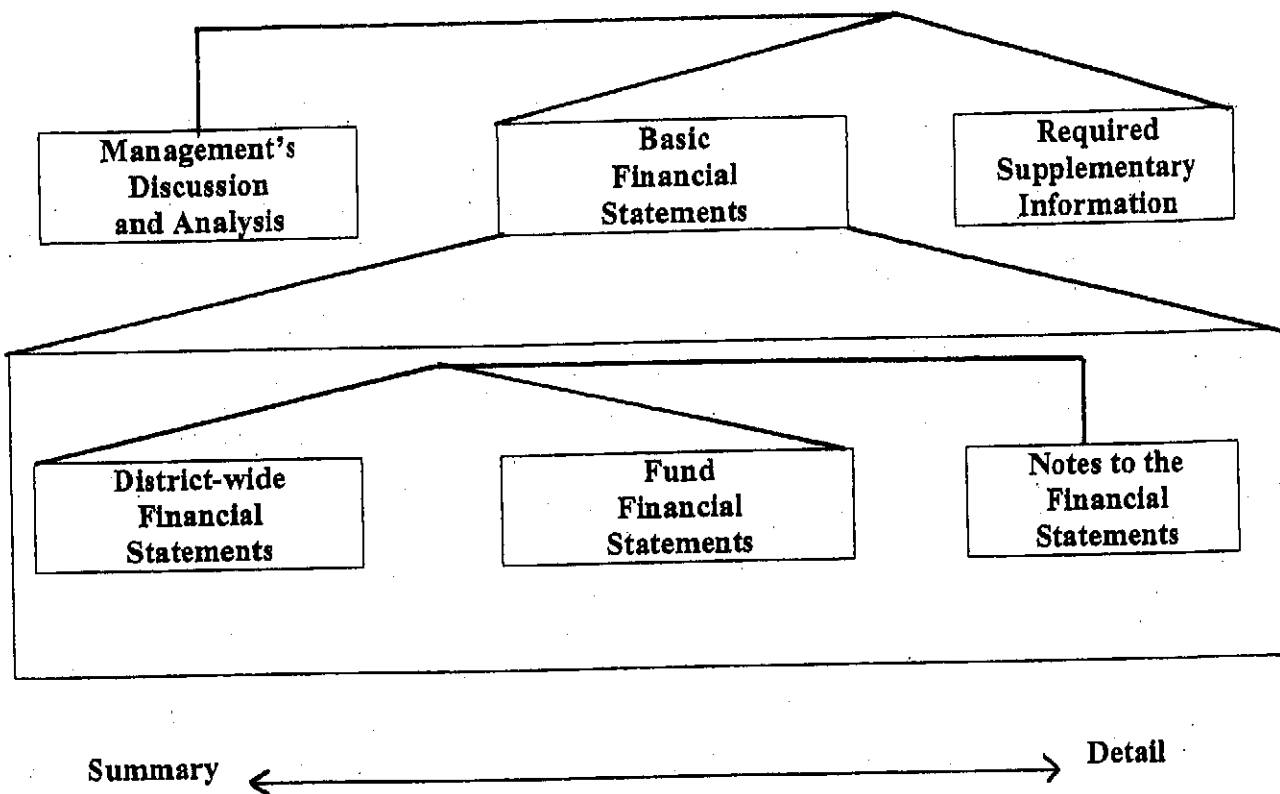 Management's
Discussion
and Analysis
Basic
Financial
Statements
Required
Supplementary
Information
District-wide
Financial
Statements
Fund
Financial
Statements
Notes to the
Financial
Statements
Summary
Detail